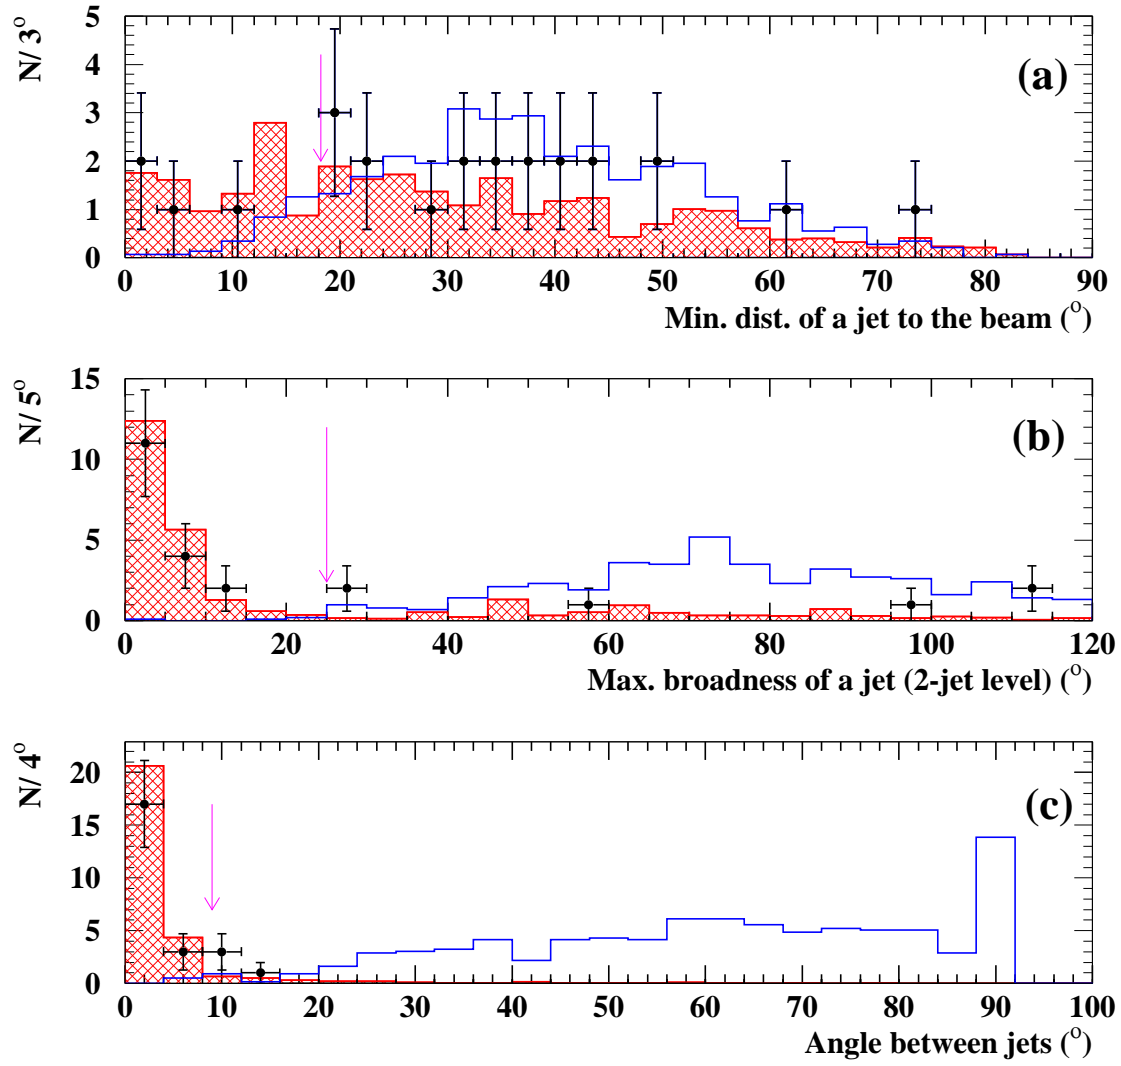 N/ 3°
5
4
3
2
1
0
(a)
0 10 20 30 40 50 60 70 80 90
Min. dist. of a jet to the beam (°)
N/ 5°
15
10
5
0
(b)
0 20 40 60 80 100 120
Max. broadness of a jet (2-jet level) (°)
N/ 4°
20
15
10
5
0
(c)
0 10 20 30 40 50 60 70 80 90 100
Angle between jets (°)